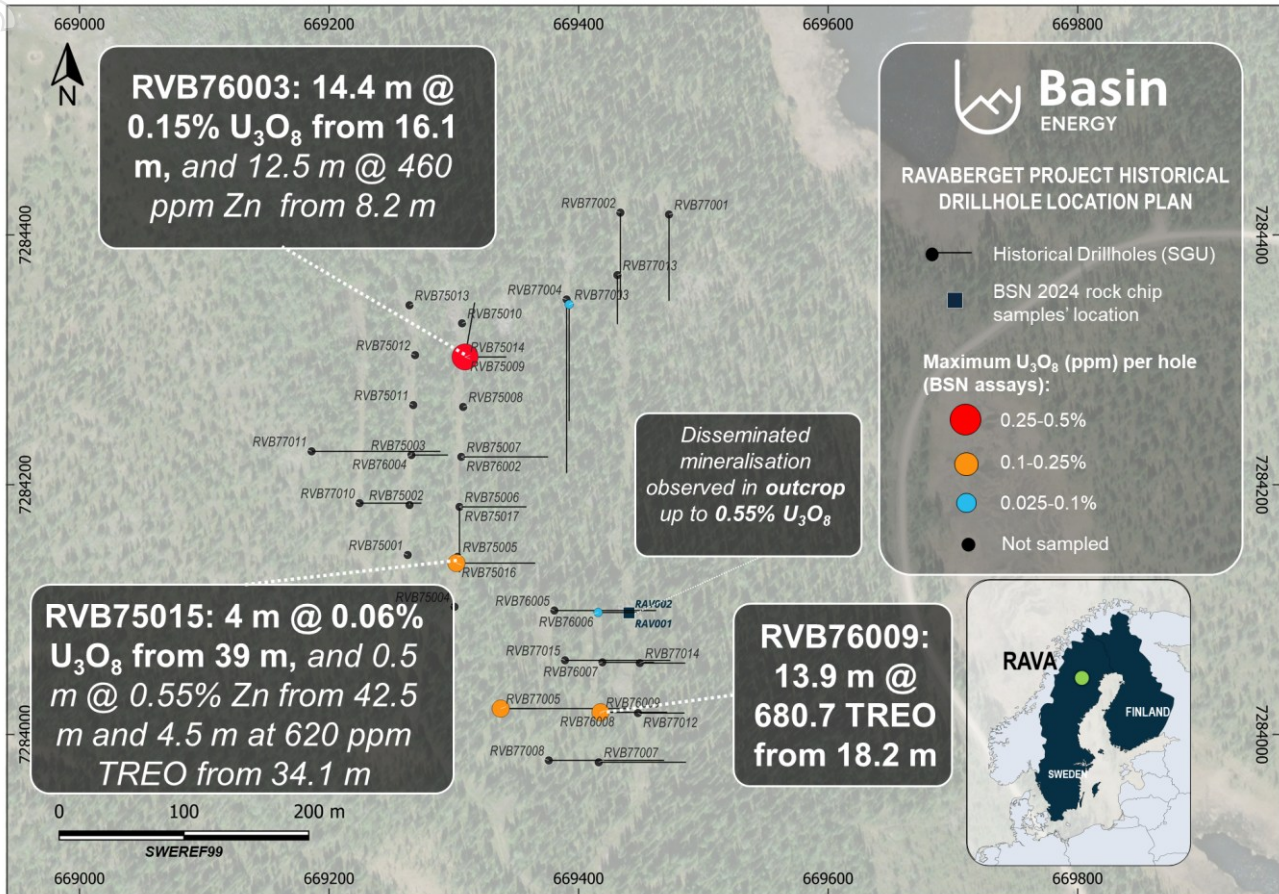 669000
669200
669400
669600
669800
N
RVB76003: 14.4 m @
0.15% U₃O₈ from 16.1
m, and 12.5 m @ 460
ppm Zn from 8.2 m
Basin
ENERGY
RAVABERGET PROJECT HISTORICAL
DRILLHOLE LOCATION PLAN
Historical Drillholes (SGU)
BSN 2024 rock chip
samples' location
Maximum U₃O₈ (ppm) per hole
(BSN assays):
0.25-0.5%
0.1-0.25%
0.025-0.1%
Not sampled
7284400
7284400
RVB77002
RVB77001
RVB77013
RVB77004
RVB77003
RVB75013
RVB75010
RVB75014
RVB75012
RVB75009
RVB75011
RVB75008
RVB77011
RVB75003
RVB75007
RVB76004
RVB76002
Disseminated
mineralisation
observed in outcrop
up to 0.55% U₃O₈
7284200
7284200
RVB77010
RVB75002
RVB75006
RVB75017
RVB75001
RVB75005
RVB75016
RVB75004
RVB76005
RAV002
RVB76006
RAV001
RVB75015: 4 m @ 0.06%
U₃O₈ from 39 m, and 0.5
m @ 0.55% Zn from 42.5
m and 4.5 m at 620 ppm
TREO from 34.1 m
RVB77015
RVB77014
RVB76007
RVB77005
RVB76009
RVB76008
RVB77012
RVB77008
RVB77007
RVB76009:
13.9 m @
680.7 TREO
from 18.2 m
7284000
7284000
RAVA
FINLAND
SWEDEN
0
100
200 m
SWEREF99
669000
669200
669400
669600
669800